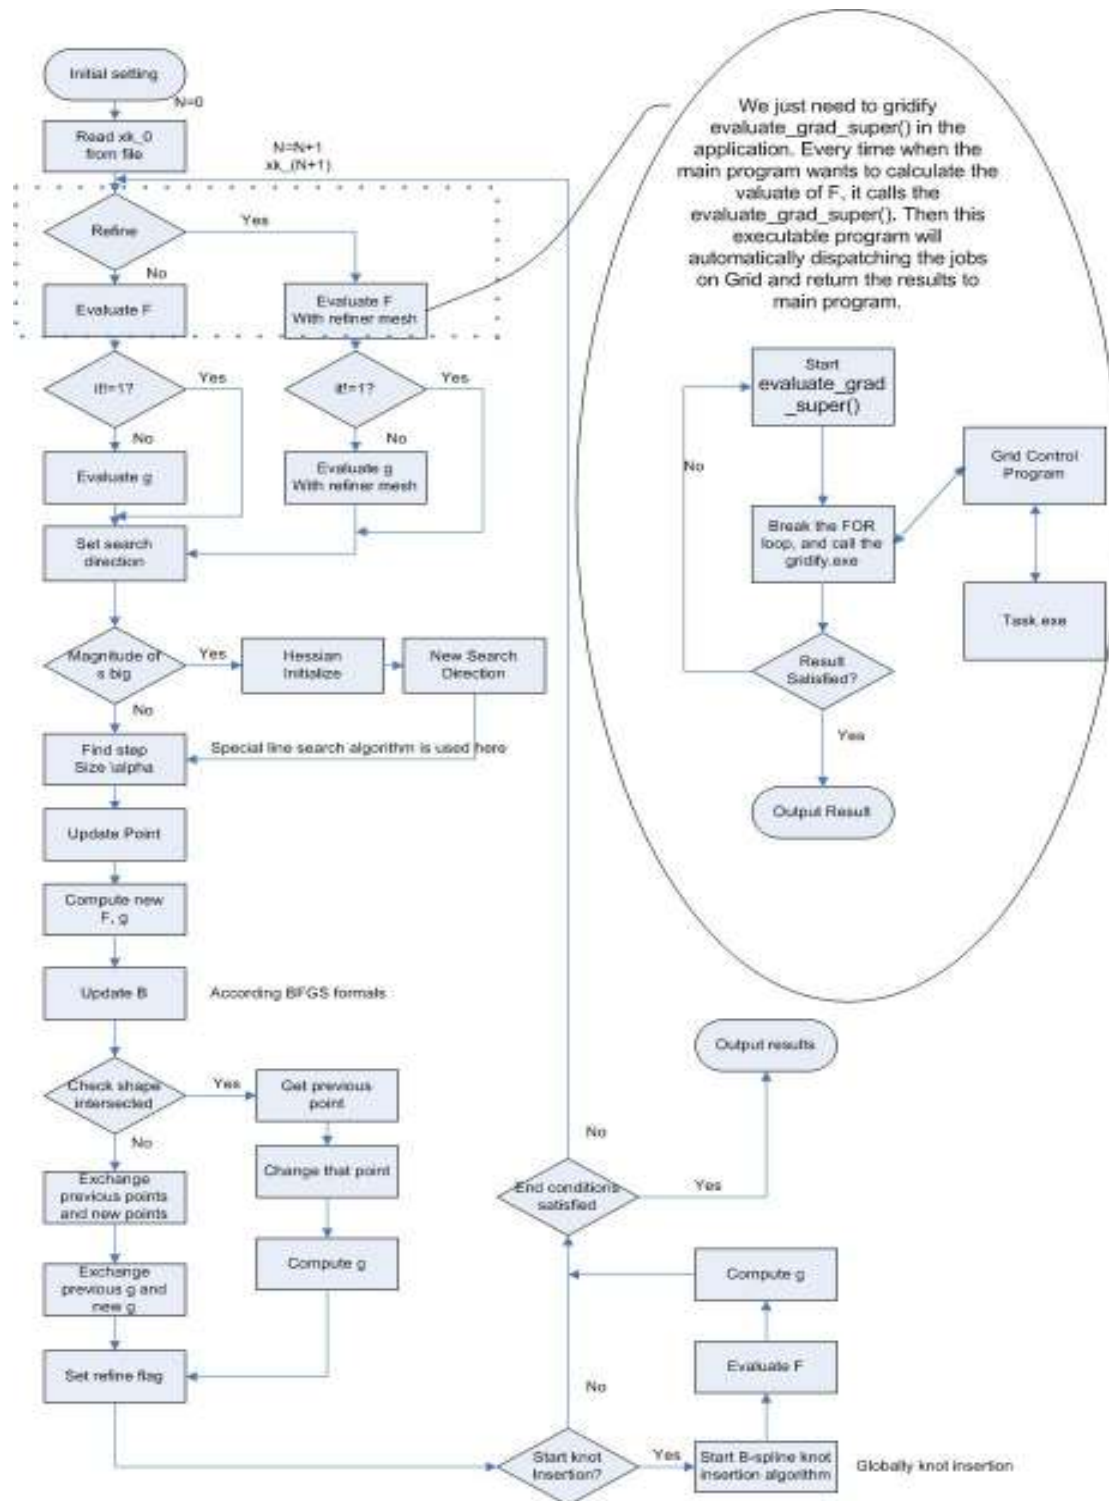 Initial setting
N=0
Read xk_0
from file
N=N+1
xk_(N+1)
Refine
Yes
No
Evaluate F
Evaluate F
With refiner mesh
it!=1?
Yes
No
it!=1?
Yes
No
Evaluate g
Evaluate g
With refiner mesh
Set search
direction
Magnitude of
s big
Yes
No
Hessian
Initialize
New Search
Direction
Find step
Size \alpha
Special line search algorithm is used here
Update Point
Compute new
F, g
Update B
According BFGS formals
Check shape
intersected
Yes
No
Get previous
point
Change that point
Compute g
Exchange
previous points
and new points
Exchange
previous g and
new g
Set refine flag
Start knot
Insertion?
Yes
No
Start B-spline knot
insertion algorithm
Globally knot insertion
Evaluate F
Compute g
End conditions
satisfied
No
Yes
Output results
We just need to gridify
evaluate_grad_super() in the
application. Every time when the
main program wants to calculate the
valuate of F, it calls the
evaluate_grad_super(). Then this
executable program will
automatically dispatching the jobs
on Grid and return the results to
main program.
Start
evaluate_grad
_super()
No
Break the FOR
loop, and call the
gridify.exe
Grid Control
Program
Task.exe
Result
Satisfied?
Yes
Output Result